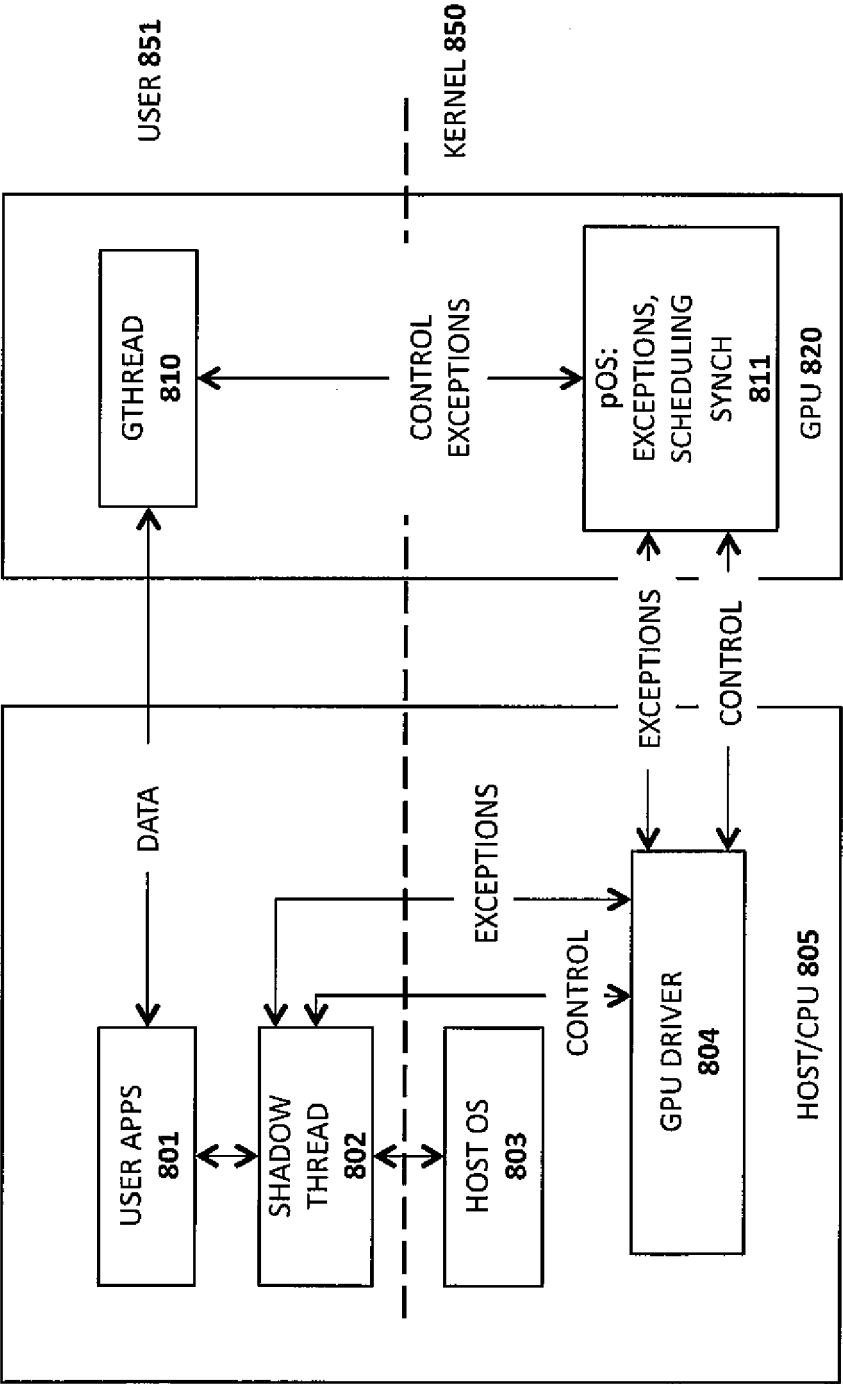 USER APPS
801
DATA
GTHREAD
810
USER 851
SHADOW
THREAD
802
CONTROL
EXCEPTIONS
KERNEL 850
HOST OS
803
EXCEPTIONS
CONTROL
GPU DRIVER
804
EXCEPTIONS
CONTROL
pOS:
EXCEPTIONS,
SCHEDULING
SYNCH
811
HOST/CPU 805
GPU 820